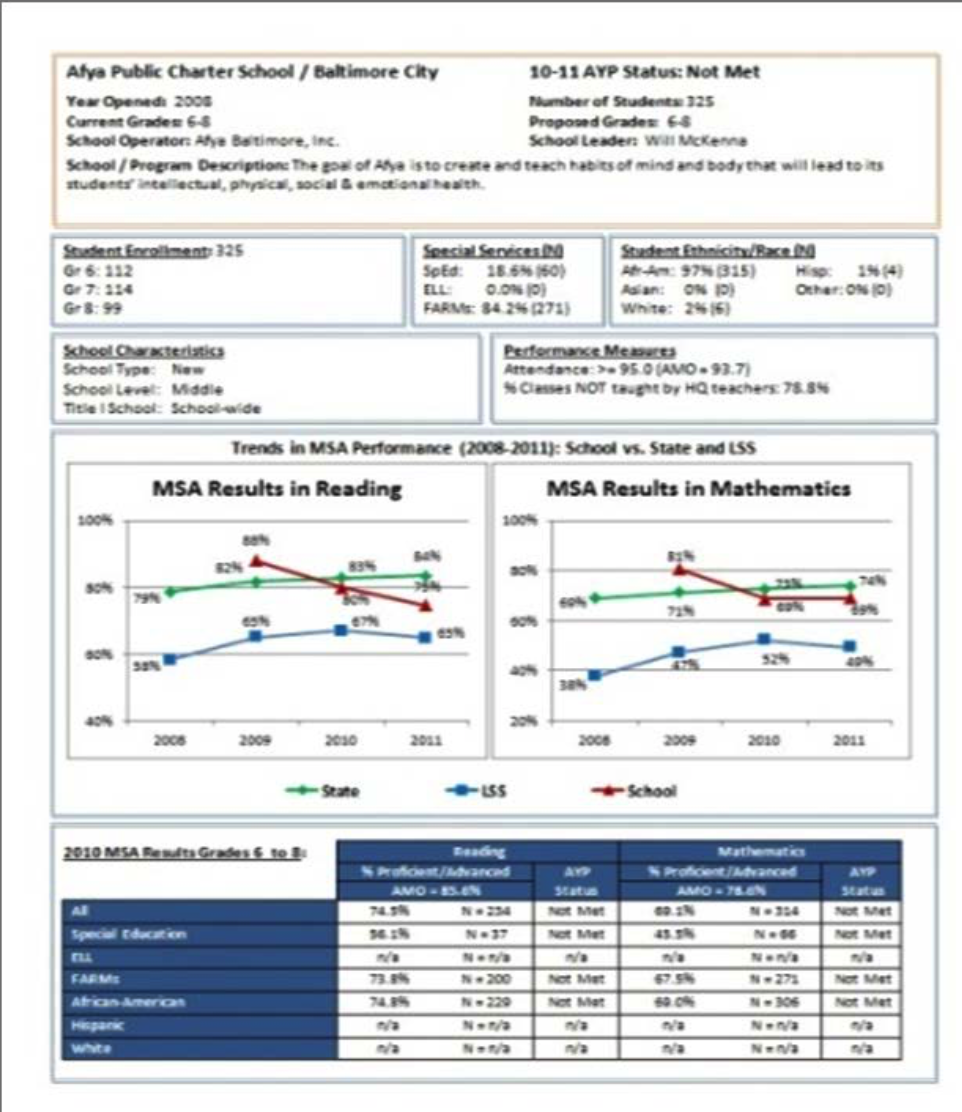 Afya Public Charter School / Baltimore City
10-11 AYP Status: Not Met
Year Opened: 2008
Number of Students: 325
Current Grades: 6-8
Proposed Grades: 6-8
School Operator: Afya Baltimore, Inc.
School Leader: Will McKenna
School / Program Description: The goal of Afya is to create and teach habits of mind and body that will lead to its
students' intellectual, physical, social & emotional health.
Student Enrollment: 325
Gr 6: 112
Gr 7: 114
Gr 8: 99
Special Services (N)
SpEd: 18.6% (60)
ELL: 0.0% (0)
FARMs: 84.2% (271)
Student Ethnicity/Race (N)
Afr-Am: 97% (315) Hisp: 1% (4)
Asian: 0% (0) Other: 0% (0)
White: 2% (6)
School Characteristics
School Type: New
School Level: Middle
Title I School: School-wide
Performance Measures
Attendance: >= 95.0 (AMO = 93.7)
% Classes NOT taught by HQ teachers: 78.8%
Trends in MSA Performance (2008-2011): School vs. State and LSS
MSA Results in Reading
100%
80%
60%
40%
79%
82%
83%
84%
88%
80%
75%
58%
65%
67%
65%
2008 2009 2010 2011
MSA Results in Mathematics
100%
80%
60%
40%
20%
69%
71%
73%
74%
81%
69%
69%
38%
47%
52%
49%
2008 2009 2010 2011
State LSS School
2010 MSA Results Grades 6 to 8:
Reading Mathematics
% Proficient/Advanced AYP % Proficient/Advanced AYP
AMO = 85.6% Status AMO = 78.6% Status
All 74.5% N = 234 Not Met 69.1% N = 314 Not Met
Special Education 56.1% N = 37 Not Met 45.5% N = 66 Not Met
ELL n/a N = n/a n/a n/a N = n/a n/a
FARMs 73.8% N = 200 Not Met 67.5% N = 271 Not Met
African-American 74.8% N = 229 Not Met 69.0% N = 306 Not Met
Hispanic n/a N = n/a n/a n/a N = n/a n/a
White n/a N = n/a n/a n/a N = n/a n/a